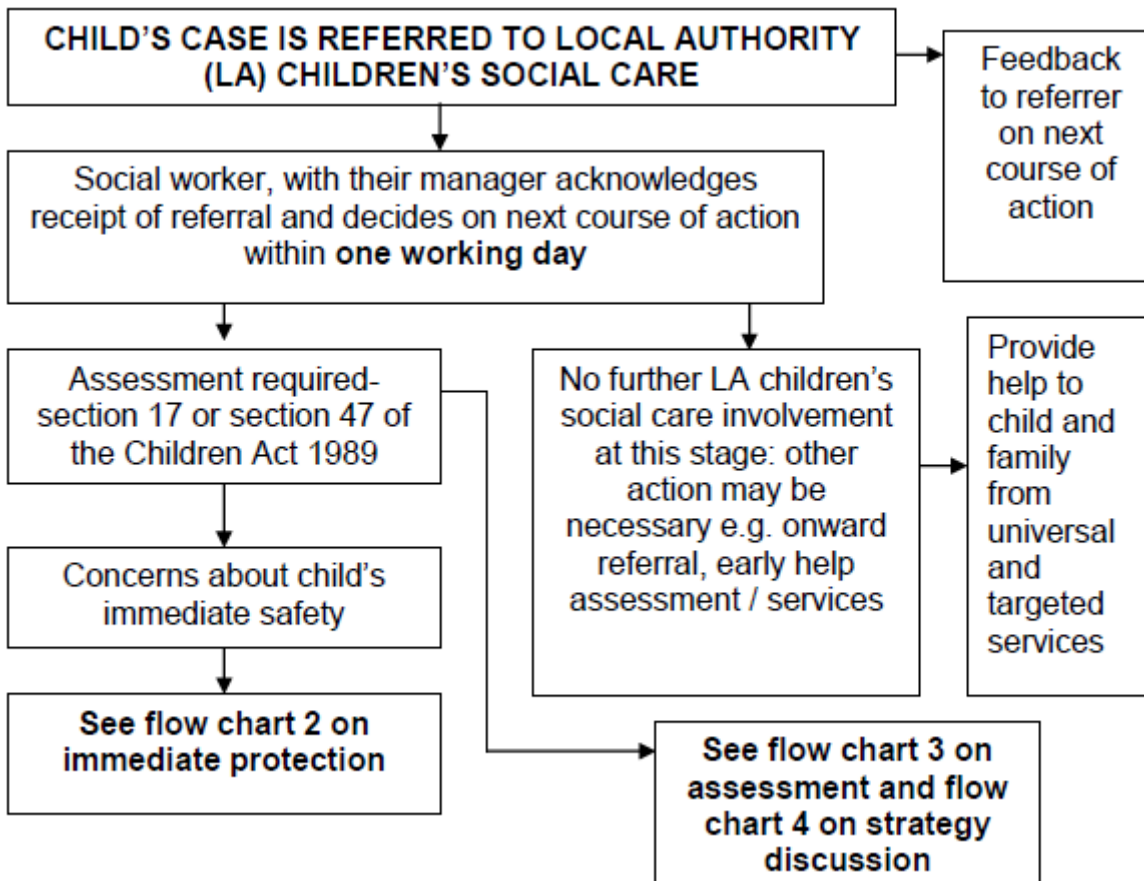 CHILD’S CASE IS REFERRED TO LOCAL AUTHORITY
(LA) CHILDREN’S SOCIAL CARE
Feedback
to referrer
on next
course of
action
Social worker, with their manager acknowledges
receipt of referral and decides on next course of action
within one working day
Assessment required-
section 17 or section 47 of
the Children Act 1989
No further LA children’s
social care involvement
at this stage: other
action may be
necessary e.g. onward
referral, early help
assessment / services
Provide
help to
child and
family
from
universal
and
targeted
services
Concerns about child’s
immediate safety
See flow chart 2 on
immediate protection
See flow chart 3 on
assessment and flow
chart 4 on strategy
discussion